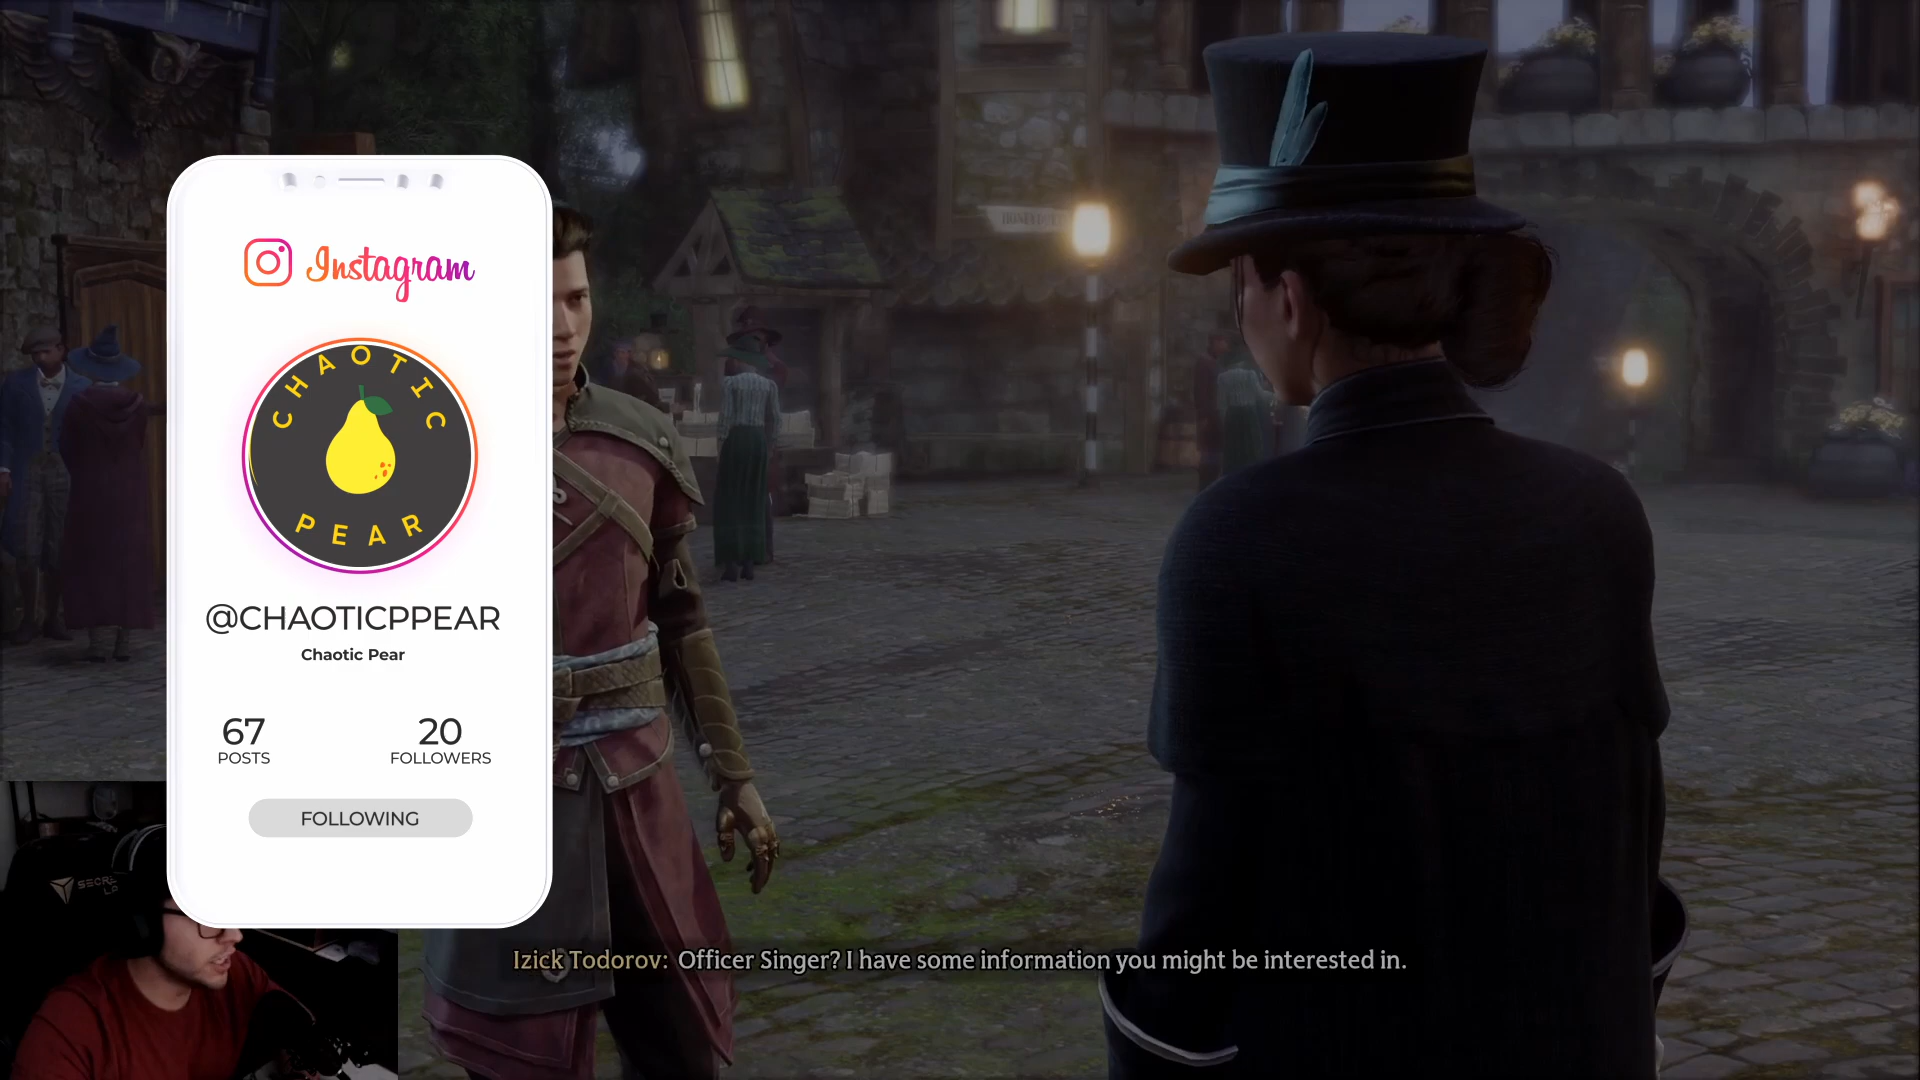 Instagram
CHAOTIC
PEAR
@CHAOTICPPEAR
Chaotic Pear
67
POSTS
20
FOLLOWERS
FOLLOWING
Izick Todorov: Officer Singer? I have some information you might be interested in.